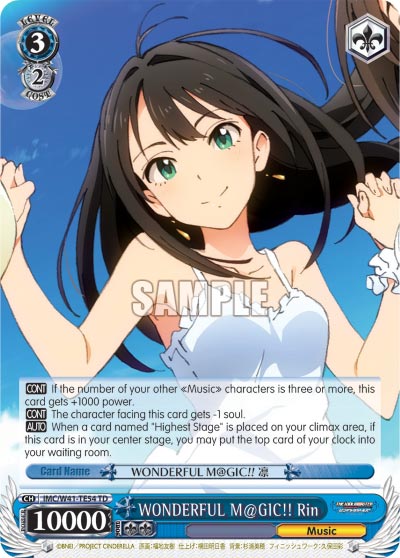 LEVEL
3
2
COST
SAMPLE
CONT If the number of your other «Music» characters is three or more, this
card gets +1000 power.
CONT The character facing this card gets -1 soul.
AUTO When a card named "Highest Stage" is placed on your climax area, if
this card is in your center stage, you may put the top card of your clock
into your waiting room.
Card Name WONDERFUL M@GIC!! 凛
CH IMC/W41-TE54 TD
10000
WONDERFUL M@GIC!! Rin
Music
©BNEI / PROJECT CINDERELLA